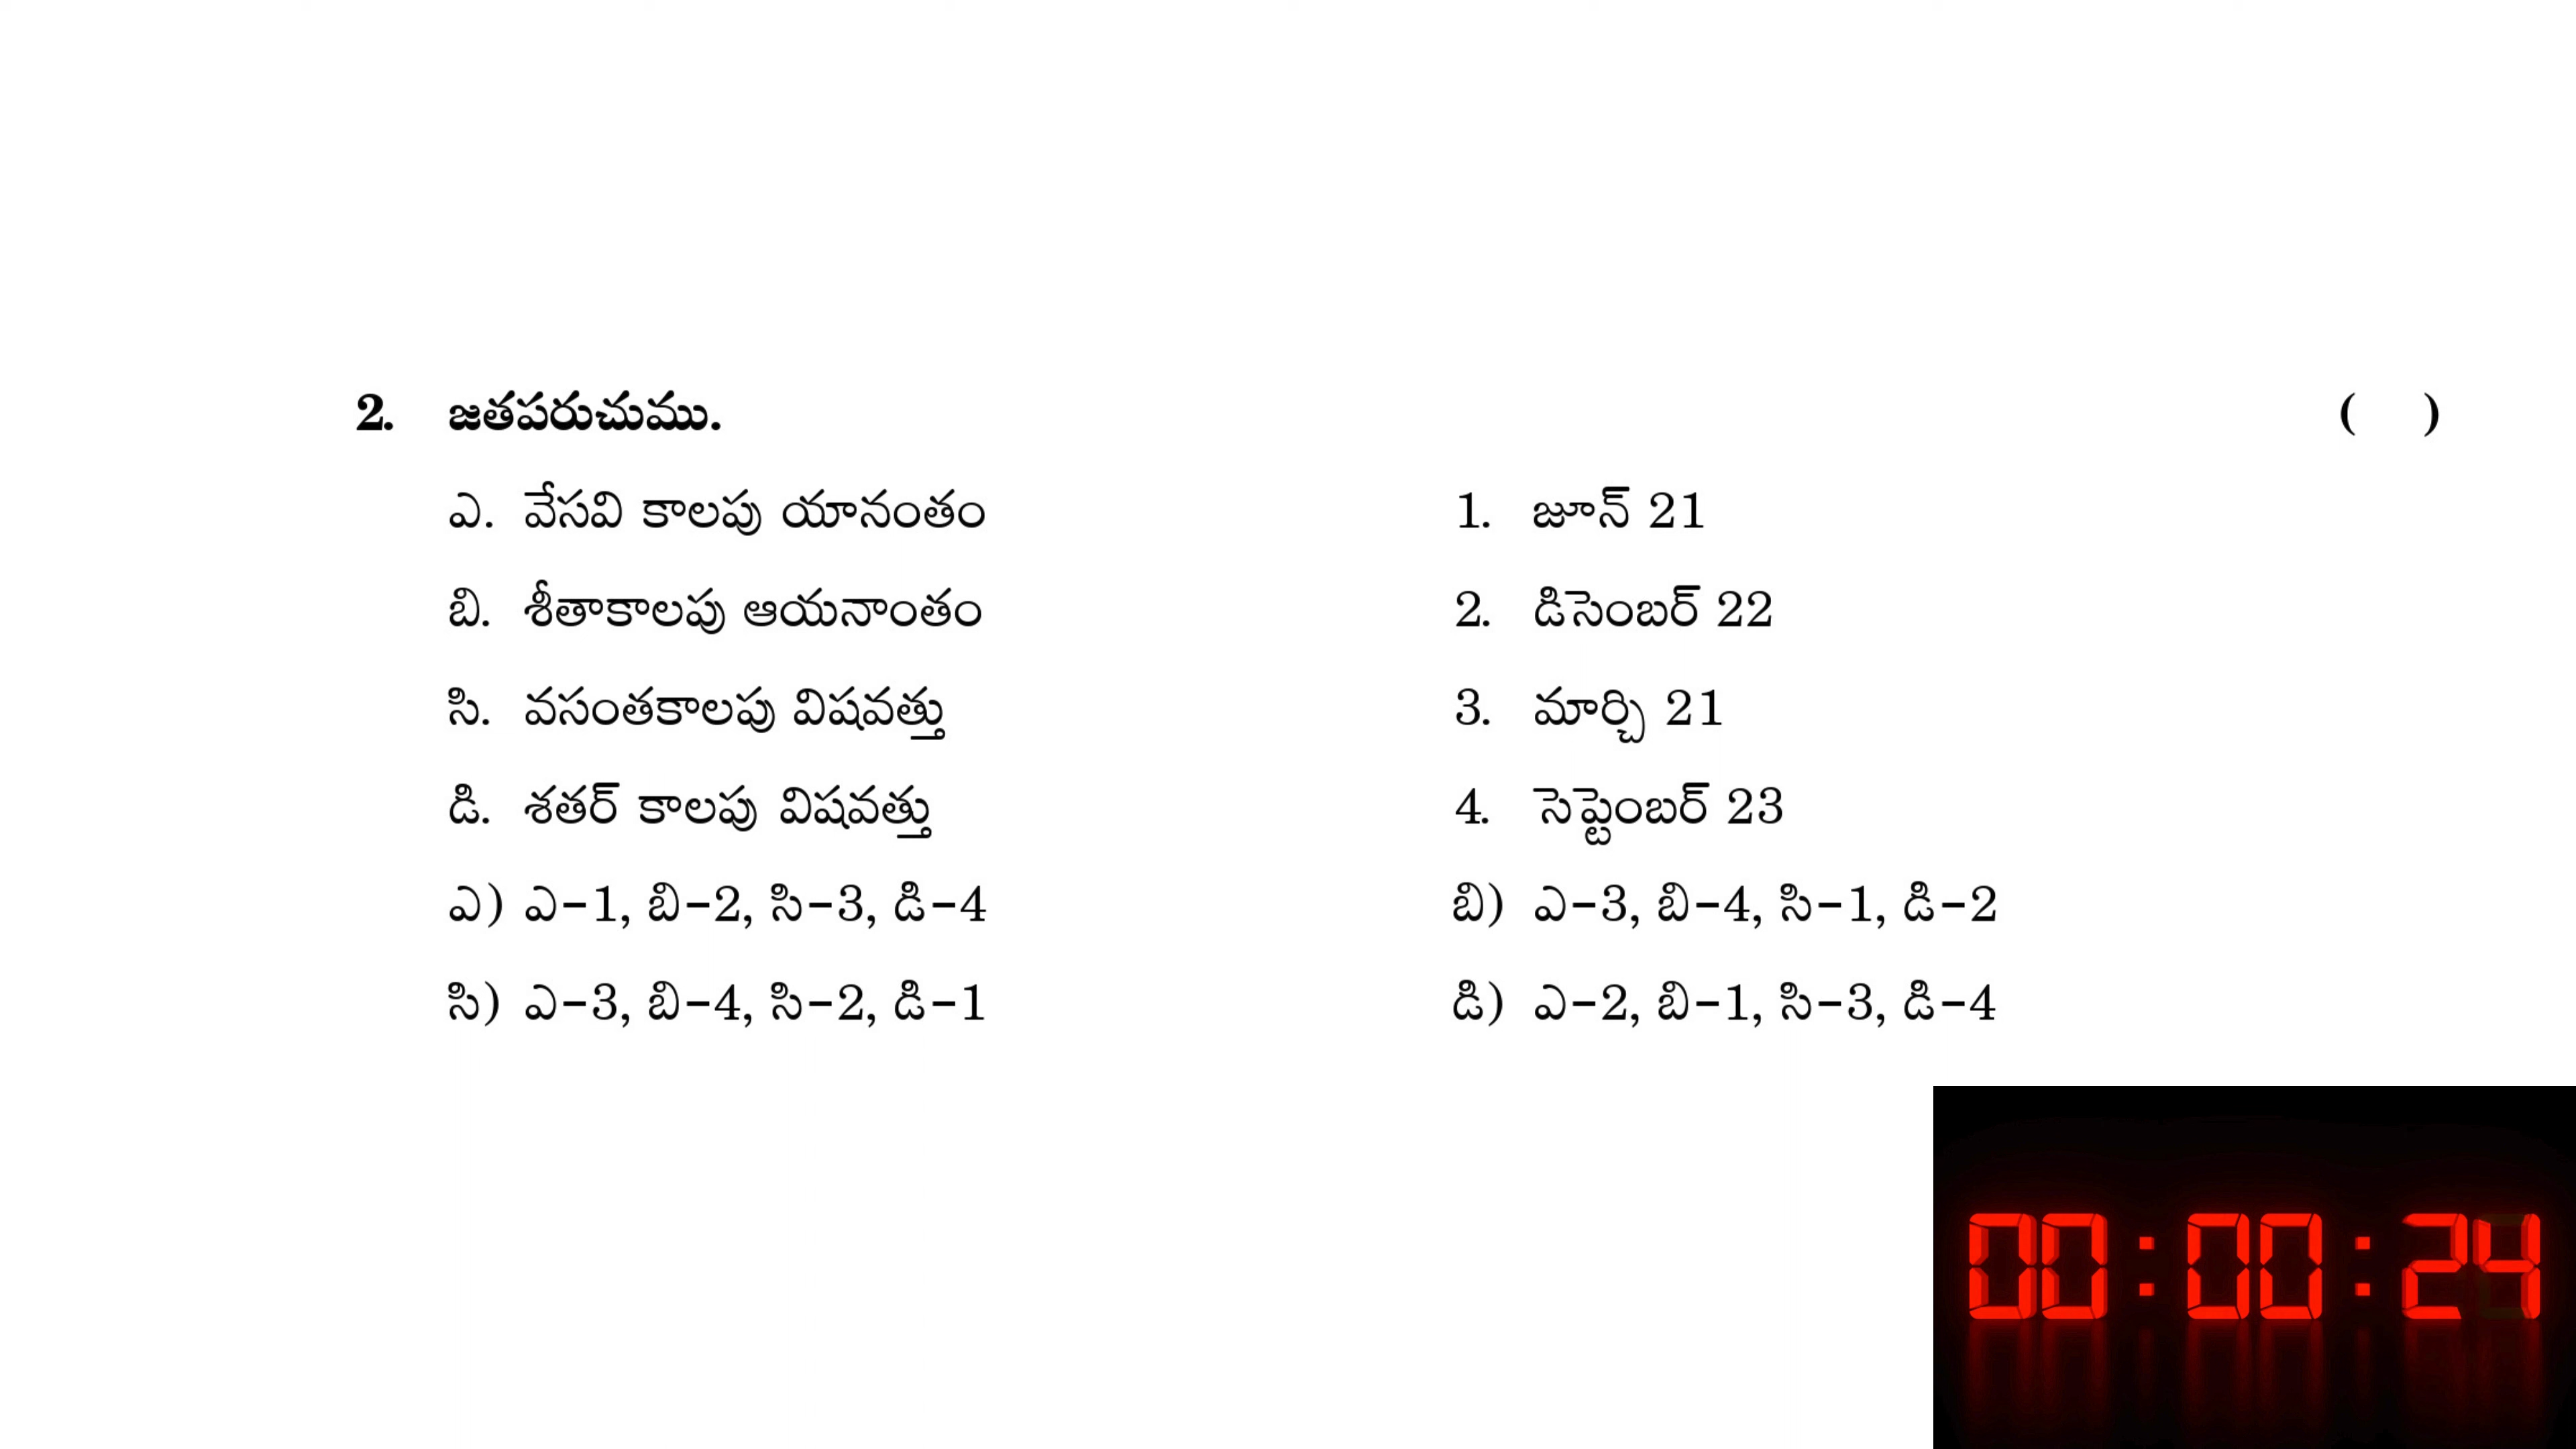 2. జతపరుచుము. ( )
ఎ. వేసవి కాలపు యానంతం 1. జూన్ 21
బి. శీతాకాలపు ఆయనాంతం 2. డిసెంబర్ 22
సి. వసంతకాలపు విషవత్తు 3. మార్చి 21
డి. శతర్ కాలపు విషవత్తు 4. సెప్టెంబర్ 23
ఎ) ఎ-1, బి-2, సి-3, డి-4 బి) ఎ-3, బి-4, సి-1, డి-2
సి) ఎ-3, బి-4, సి-2, డి-1 డి) ఎ-2, బి-1, సి-3, డి-4
00:00:24